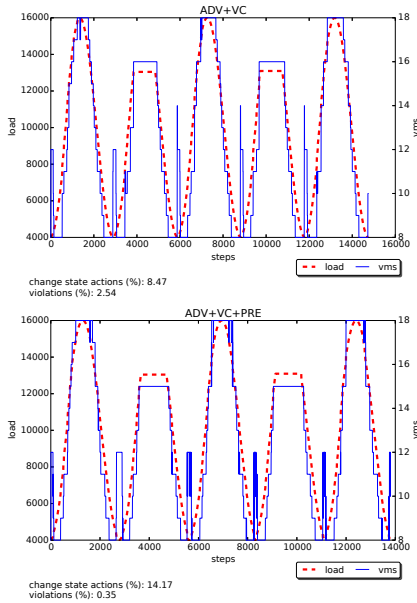 ADV+VC
16000
14000
12000
10000
8000
6000
4000
load
18
16
14
12
10
8
vms
0 2000 4000 6000 8000 10000 12000 14000 16000
steps
load vms
change state actions (%): 8.47
violations (%): 2.54
ADV+VC+PRE
16000
14000
12000
10000
8000
6000
4000
load
18
16
14
12
10
8
vms
0 2000 4000 6000 8000 10000 12000 14000
steps
load vms
change state actions (%): 14.17
violations (%): 0.35